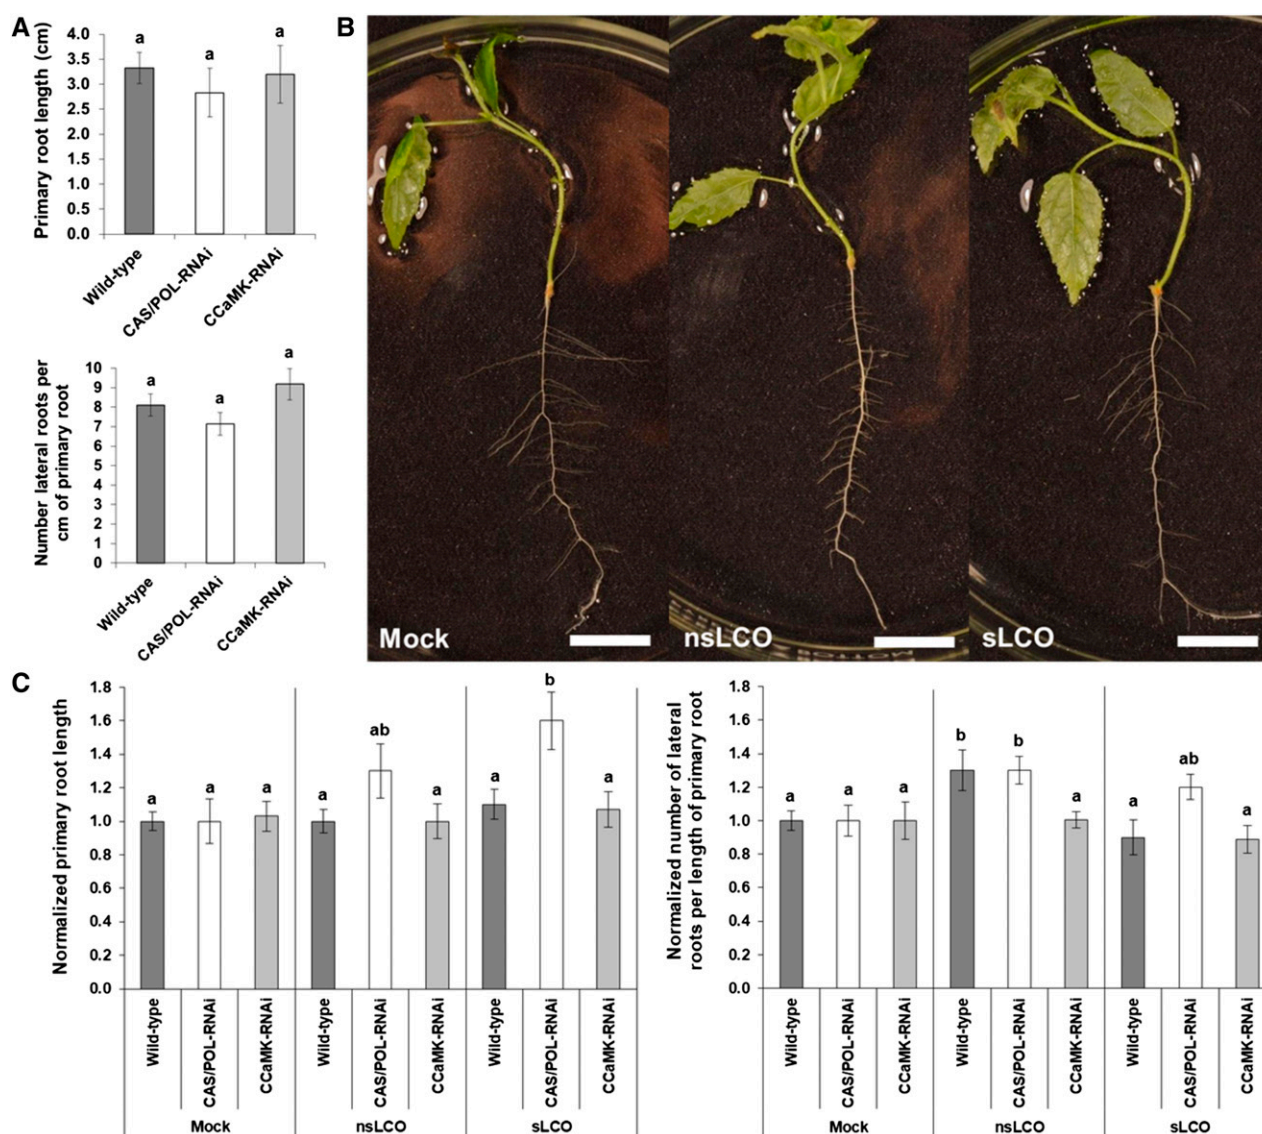 A
Primary root length (cm)
4.0
3.5
3.0
2.5
2.0
1.5
1.0
0.5
0.0
a
a
a
Wild-type
CAS/POL-RNAi
CCaMK-RNAi
Number lateral roots per
cm of primary root
10
9
8
7
6
5
4
3
2
1
0
a
a
a
Wild-type
CAS/POL-RNAi
CCaMK-RNAi
B
Mock
nsLCO
sLCO
C
Normalized primary root length
1.8
1.6
1.4
1.2
1.0
0.8
0.6
0.4
0.2
0.0
a
a
a
a
ab
a
a
b
a
Wild-type
CAS/POL-RNAi
CCaMK-RNAi
Wild-type
CAS/POL-RNAi
CCaMK-RNAi
Wild-type
CAS/POL-RNAi
CCaMK-RNAi
Mock
nsLCO
sLCO
Normalized number of lateral
roots per length of primary root
1.8
1.6
1.4
1.2
1.0
0.8
0.6
0.4
0.2
0.0
a
a
a
b
b
a
a
ab
a
Wild-type
CAS/POL-RNAi
CCaMK-RNAi
Wild-type
CAS/POL-RNAi
CCaMK-RNAi
Wild-type
CAS/POL-RNAi
CCaMK-RNAi
Mock
nsLCO
sLCO